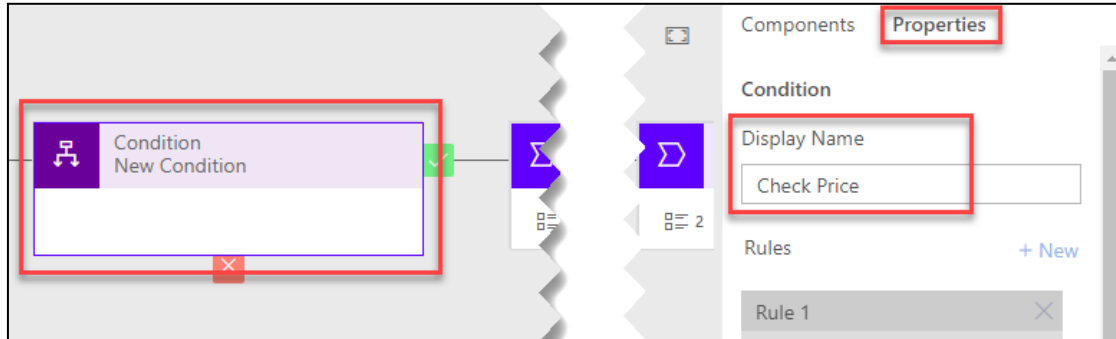 Components Properties
Condition
Condition
New Condition
Display Name
Check Price
2
Rules + New
Rule 1